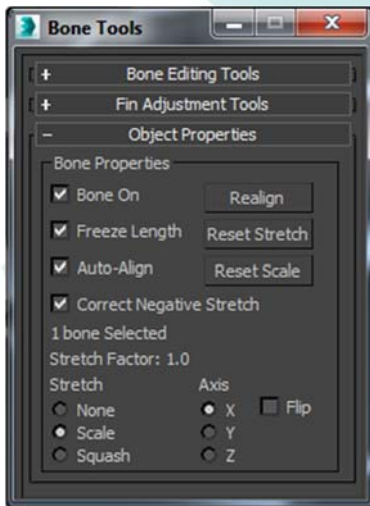 Bone Tools
+ Bone Editing Tools
+ Fin Adjustment Tools
- Object Properties
Bone Properties
Bone On Realign
Freeze Length Reset Stretch
Auto-Align Reset Scale
Correct Negative Stretch
1 bone Selected
Stretch Factor: 1.0
Stretch Axis
None X Flip
Scale Y
Squash Z